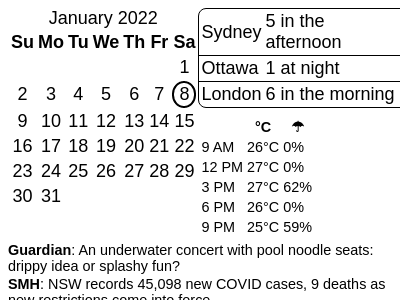 January 2022
Su Mo Tu We Th Fr Sa
1
2 3 4 5 6 7 8
9 10 11 12 13 14 15
16 17 18 19 20 21 22
23 24 25 26 27 28 29
30 31
Sydney 5 in the
afternoon
Ottawa 1 at night
London 6 in the morning
°C ☂
9 AM 26°C 0%
12 PM 27°C 0%
3 PM 27°C 62%
6 PM 26°C 0%
9 PM 25°C 59%
Guardian: An underwater concert with pool noodle seats:
drippy idea or splashy fun?
SMH: NSW records 45,098 new COVID cases, 9 deaths as
new restrictions come into force